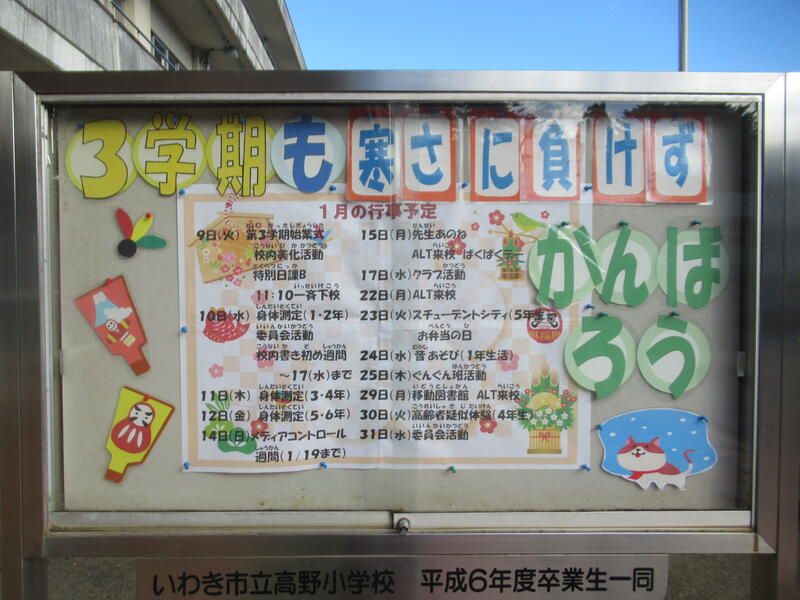 3学期も寒さに負けず
がんば
ろう
1月の行事予定
9日(火) 第3学期始業式
校内美化活動
特別日課B
11:10一斉下校
10日(水) 身体測定(1・2年)
委員会活動
校内書き初め週間
～17(水)まで
11日(木) 身体測定(3・4年)
12日(金) 身体測定(5・6年)
14日(日) メディアコントロール
週間(1/19まで)
15日(月) 先生あのね
ALT来校 ぱくぱくデー
17日(水) クラブ活動
22日(月) ALT来校
23日(火) スチューデントシティ(5年生)
お弁当の日
24日(水) 昔あそび(1年生活)
25日(木) ぐんぐん班活動
29日(月) 移動図書館 ALT来校
30日(火) 高齢者疑似体験(4年生)
31日(水) 委員会活動
いわき市立高野小学校 平成6年度卒業生一同